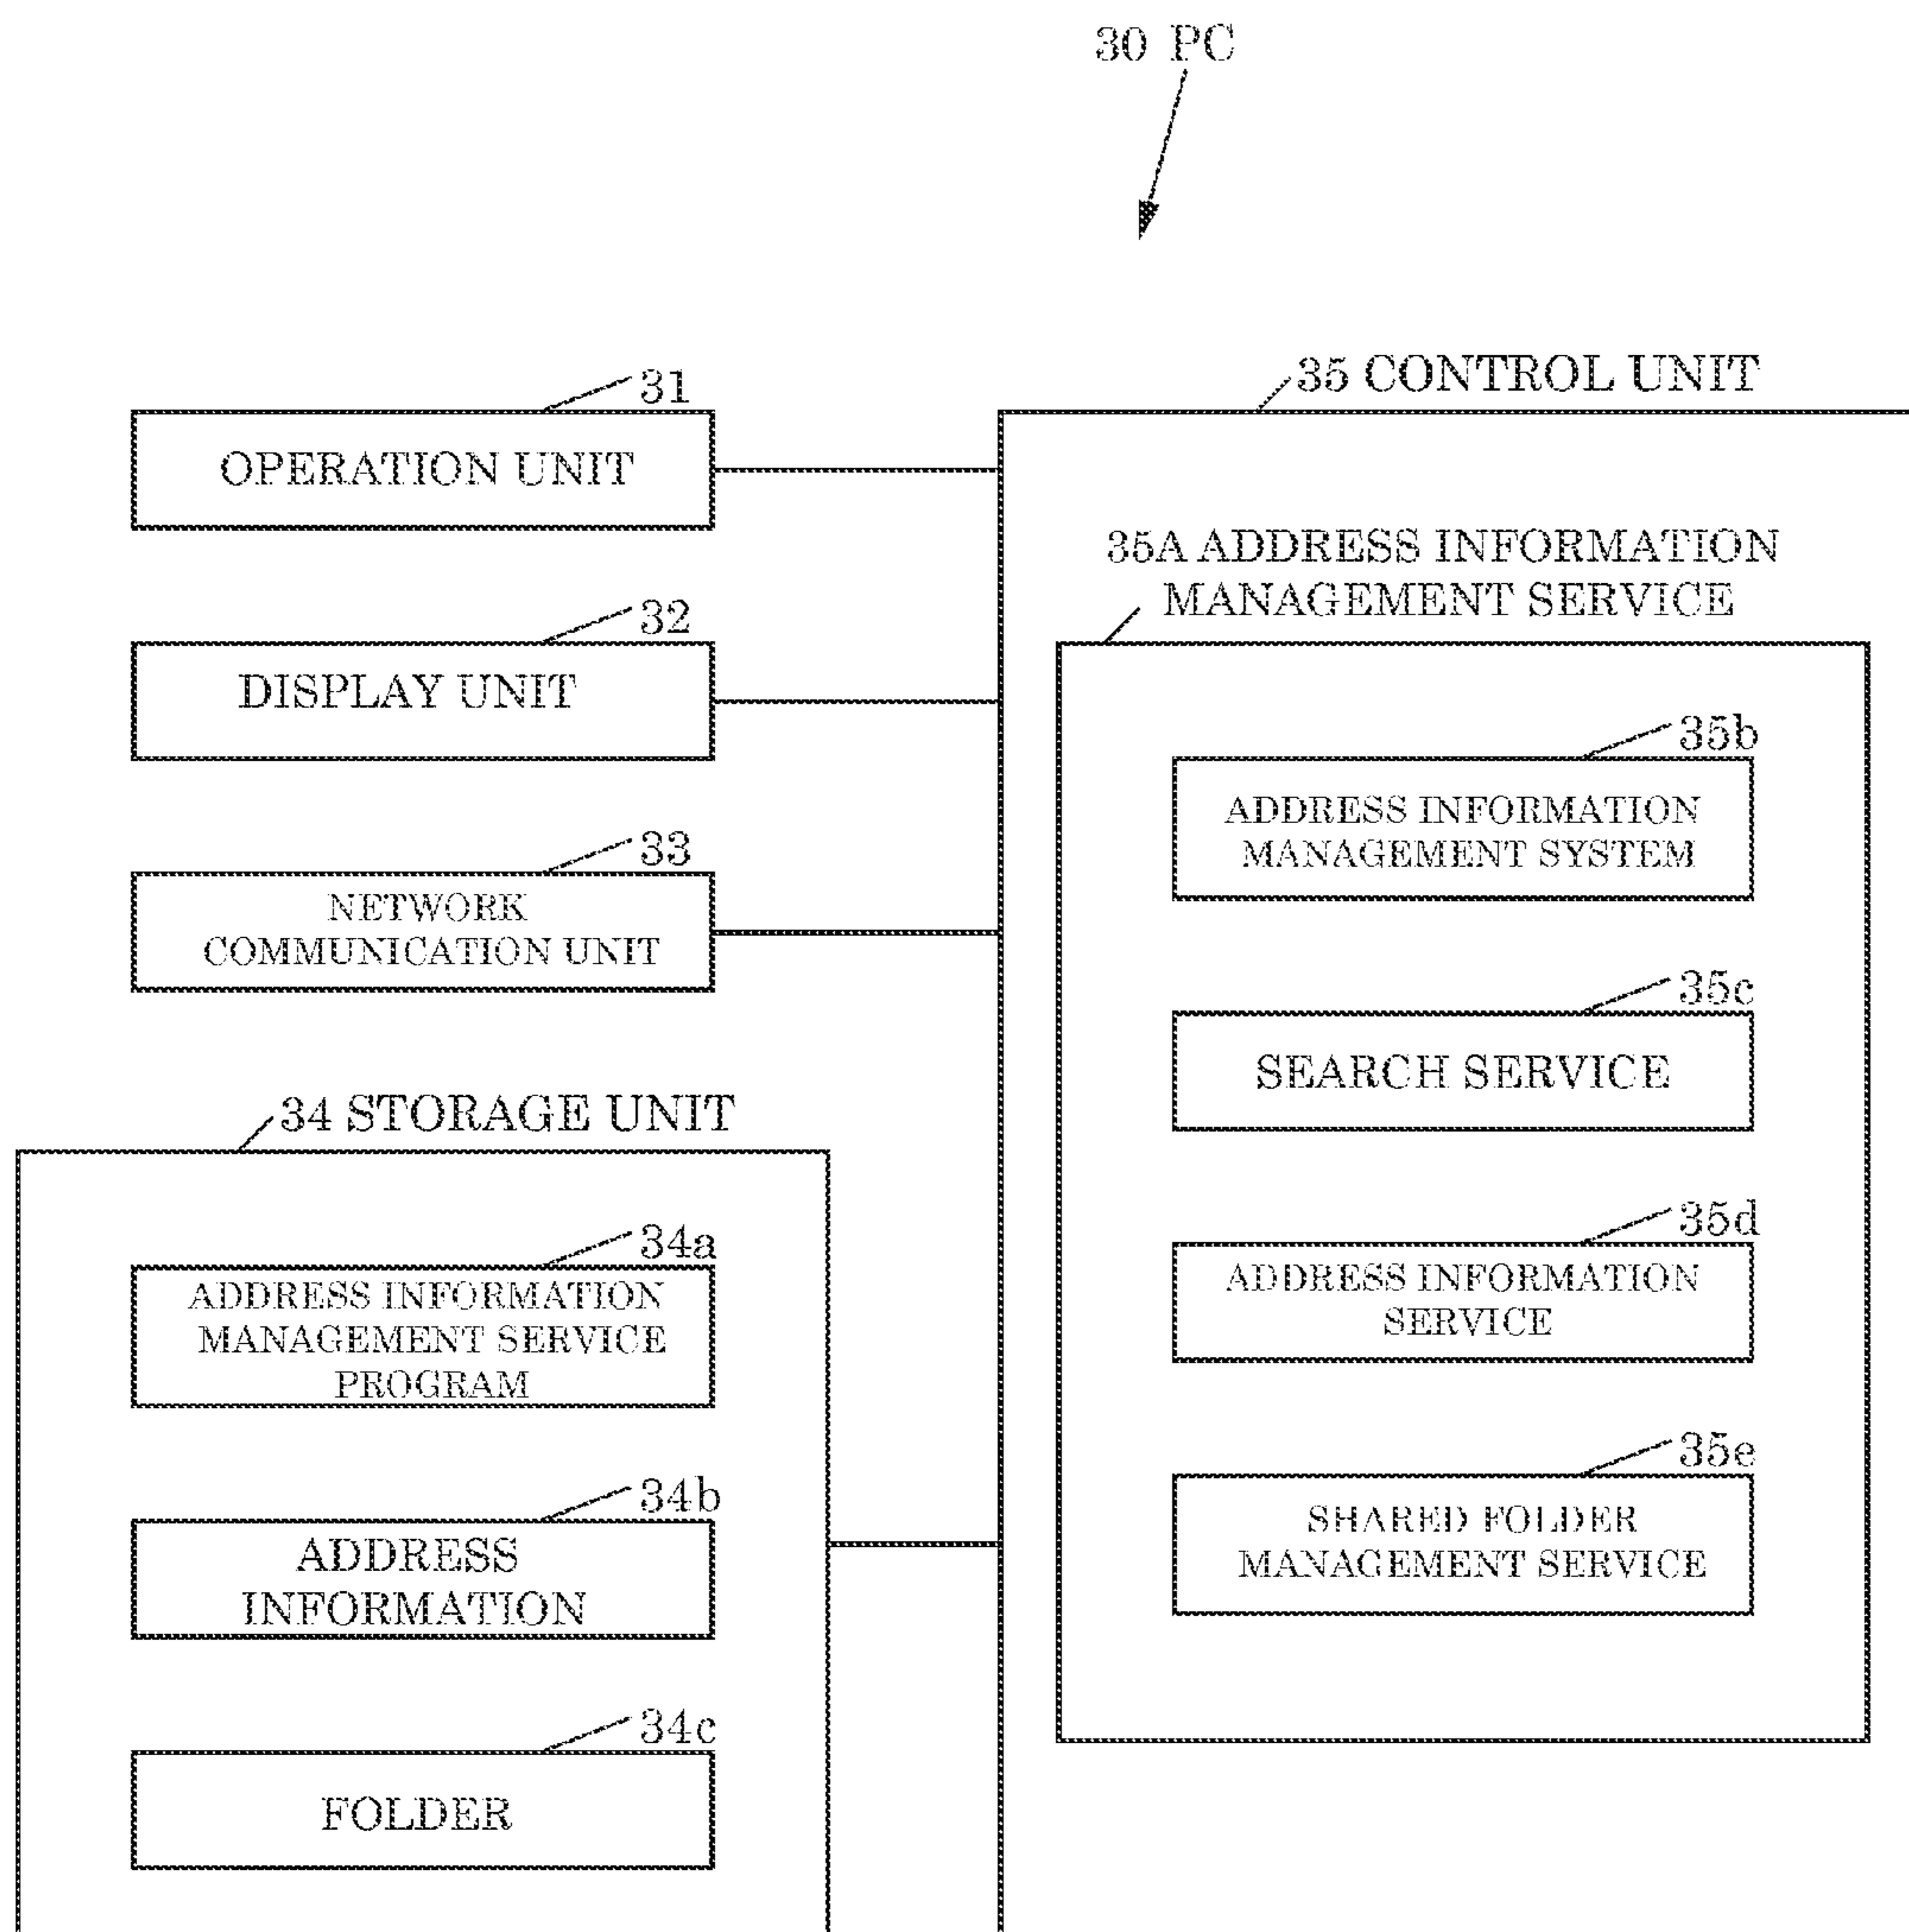 30 PC
31
OPERATION UNIT
32
DISPLAY UNIT
33
NETWORK
COMMUNICATION UNIT
34 STORAGE UNIT
34a
ADDRESS INFORMATION
MANAGEMENT SERVICE
PROGRAM
34b
ADDRESS
INFORMATION
34c
FOLDER
35 CONTROL UNIT
35A ADDRESS INFORMATION
MANAGEMENT SERVICE
35b
ADDRESS INFORMATION
MANAGEMENT SYSTEM
35c
SEARCH SERVICE
35d
ADDRESS INFORMATION
SERVICE
35e
SHARED FOLDER
MANAGEMENT SERVICE